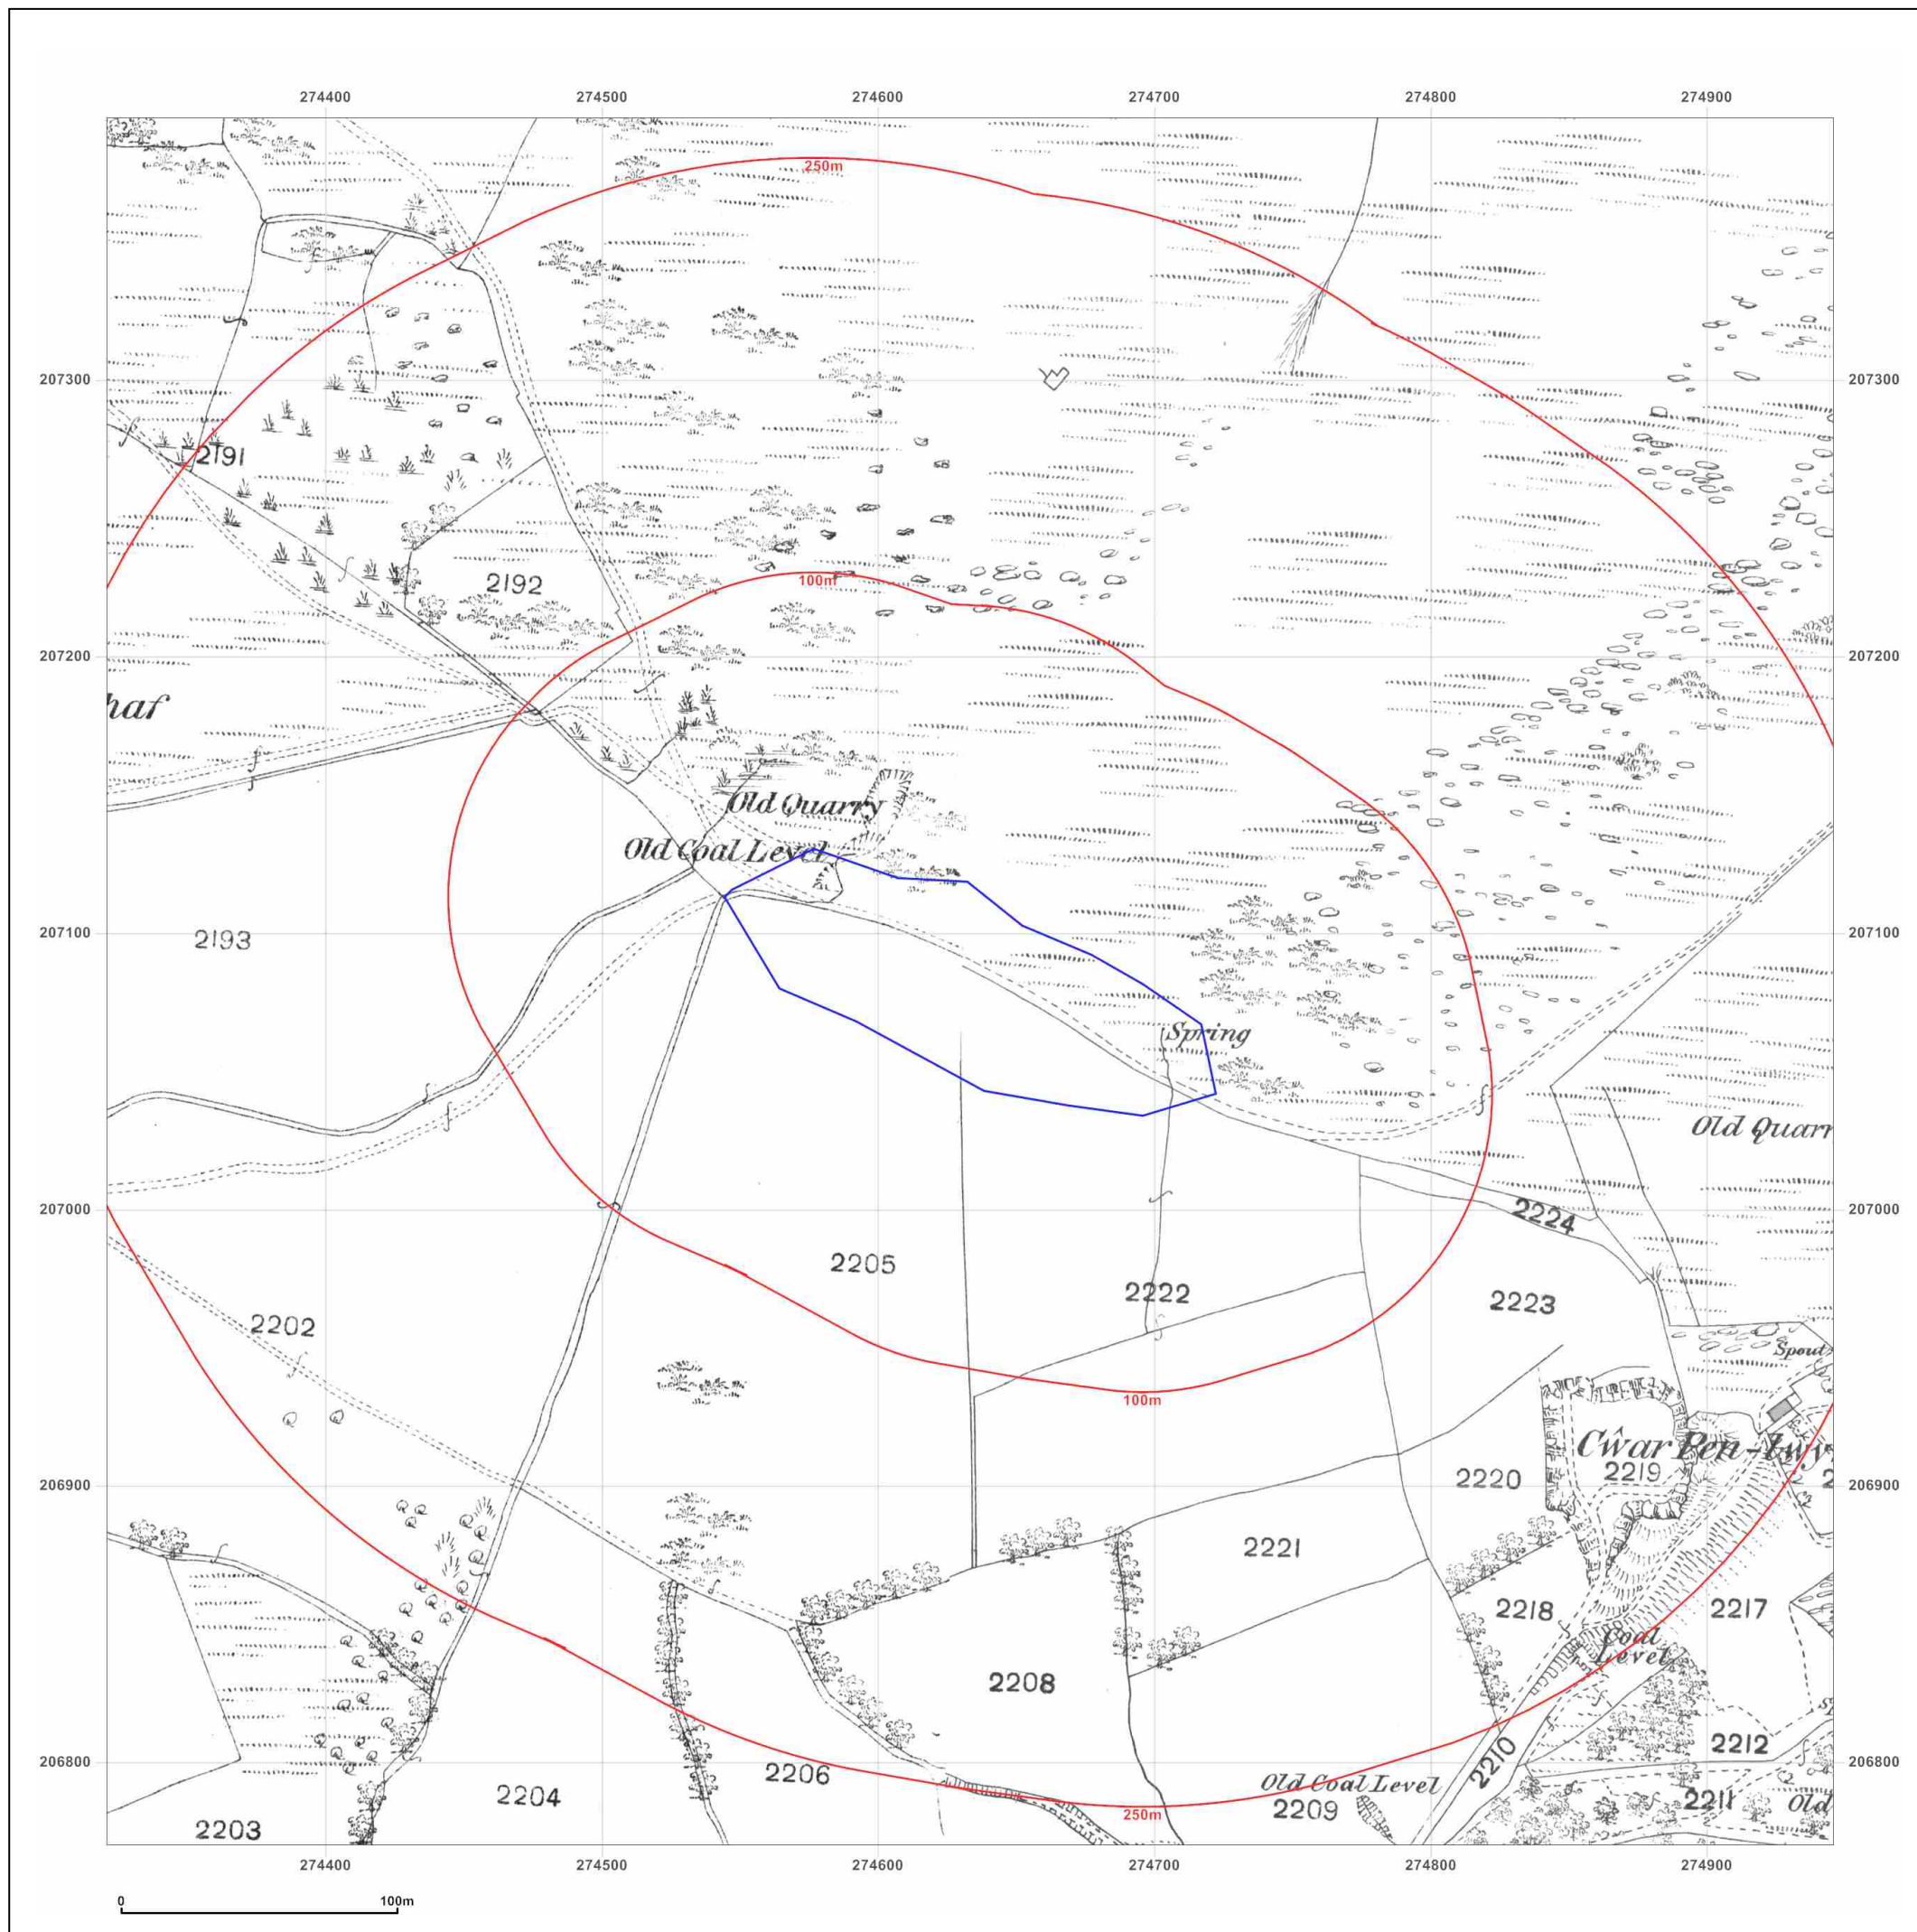 274400 274500 274600 274700 274800 274900
250m
207300 207300
2191
100m
2192
207200 207200
haf
Old Quarry
Old Coal Level
207100 207100
2193
Spring
Old Quarr
207000 207000
2224
2205
2222
2223
2202
Spout
100m
Cŵar Pen-lwy
2220
2219
206900 206900
2221
2218
2217
Coal
Level
2208
2212
206800 206800
2206
2210
Old Coal Level
2204
2209
2211
Old
2203
250m
274400 274500 274600 274700 274800 274900
0 100m